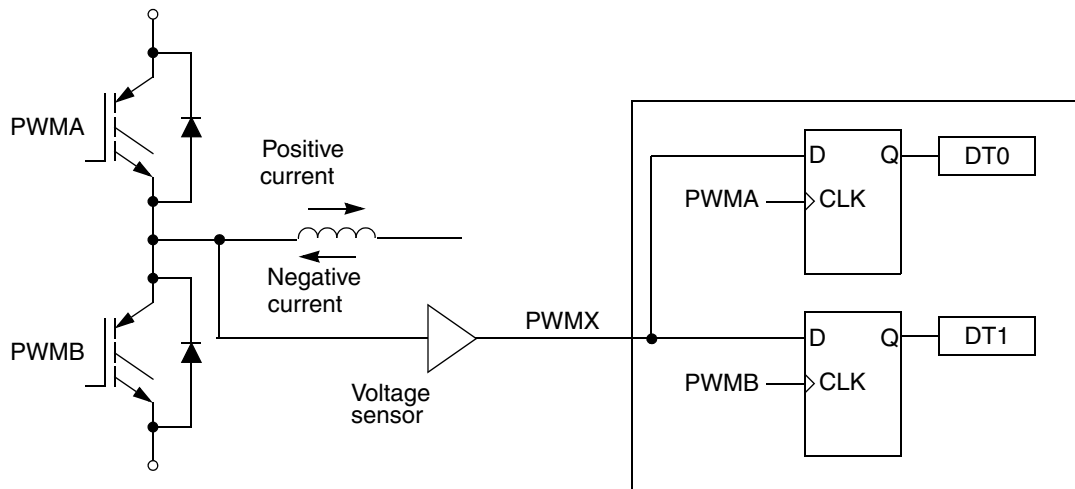 PWMA
Positive
current
Negative
current
PWMB
Voltage
sensor
PWMX
D
Q
DT0
PWMA
CLK
D
Q
DT1
PWMB
CLK